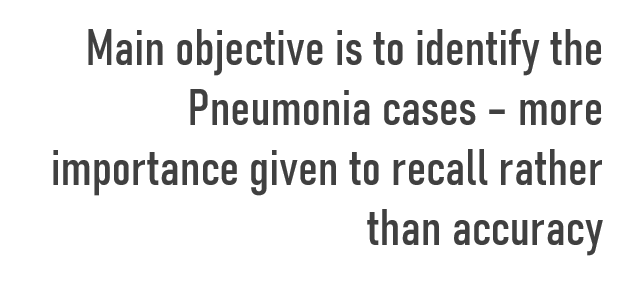 Main objective is to identify the
Pneumonia cases - more
importance given to recall rather
than accuracy